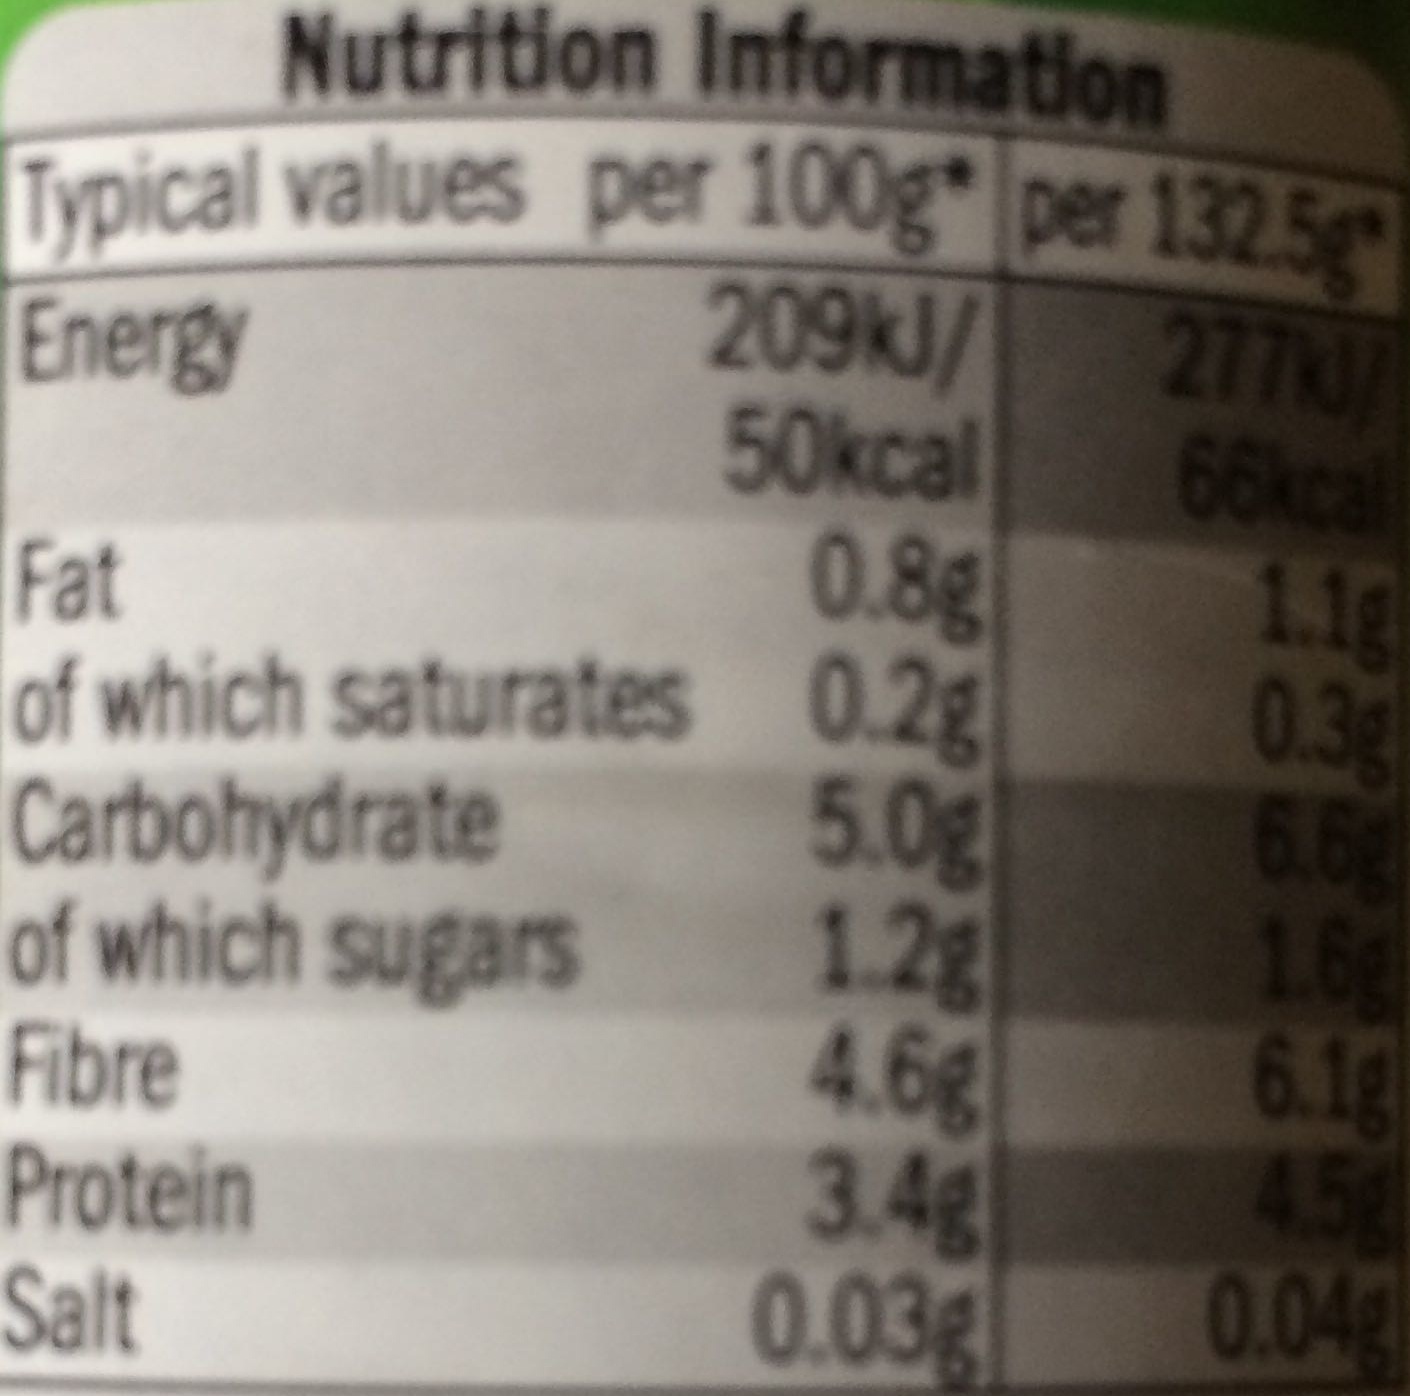 Nutrition Information
Typical values per 100g* per 132.5g*
Energy 209kJ/ 277kJ/
50kcal 66kcal
Fat 0.8g 1.1g
of which saturates 0.2g 0.3g
Carbohydrate 5.0g 6.6g
of which sugars 1.2g 1.6g
Fibre 4.6g 6.1g
Protein 3.4g 4.5g
Salt 0.03g 0.04g